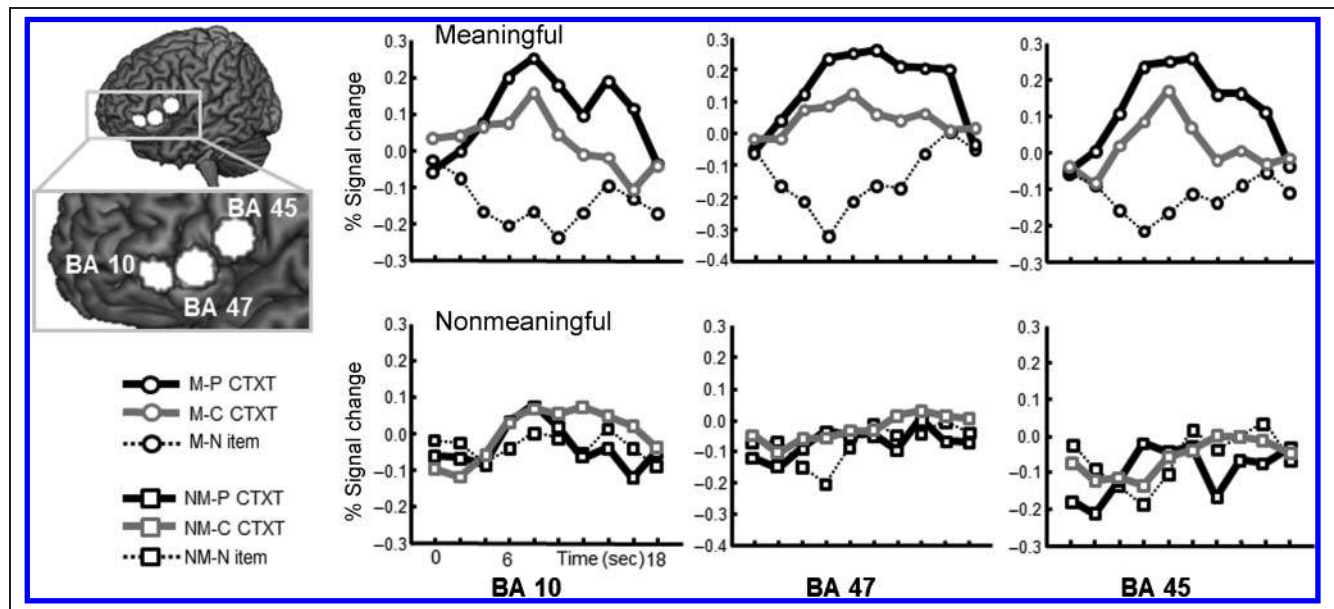 Meaningful
% Signal change
0.3
0.2
0.1
0.0
−0.1
−0.2
−0.3
0.3
0.2
0.1
0.0
−0.1
−0.2
−0.3
−0.4
0.3
0.2
0.1
0.0
−0.1
−0.2
−0.3
BA 45
BA 10
BA 47
M-P CTXT
M-C CTXT
M-N item
NM-P CTXT
NM-C CTXT
NM-N item
Nonmeaningful
% Signal change
0.3
0.2
0.1
0.0
−0.1
−0.2
−0.3
0 6 Time (sec) 18
BA 10
0.3
0.2
0.1
0.0
−0.1
−0.2
−0.3
−0.4
BA 47
0.3
0.2
0.1
0.0
−0.1
−0.2
−0.3
BA 45